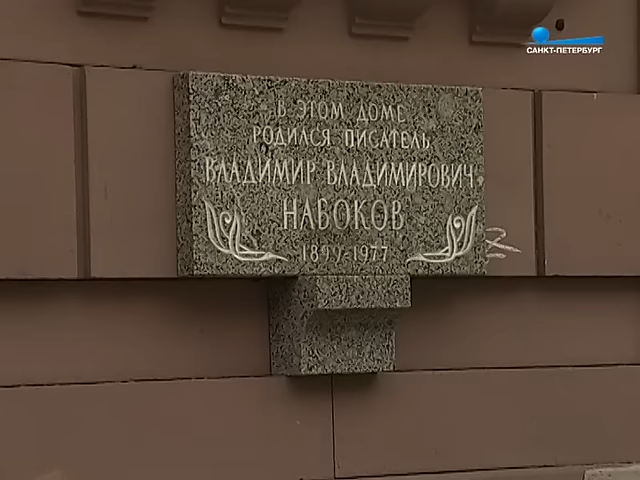 САНКТ-ПЕТЕРБУРГ
В ЭТОМ ДОМЕ
РОДИЛСЯ ПИСАТЕЛЬ
ВЛАДИМИР ВЛАДИМИРОВИЧ
НАБОКОВ
1899-1977